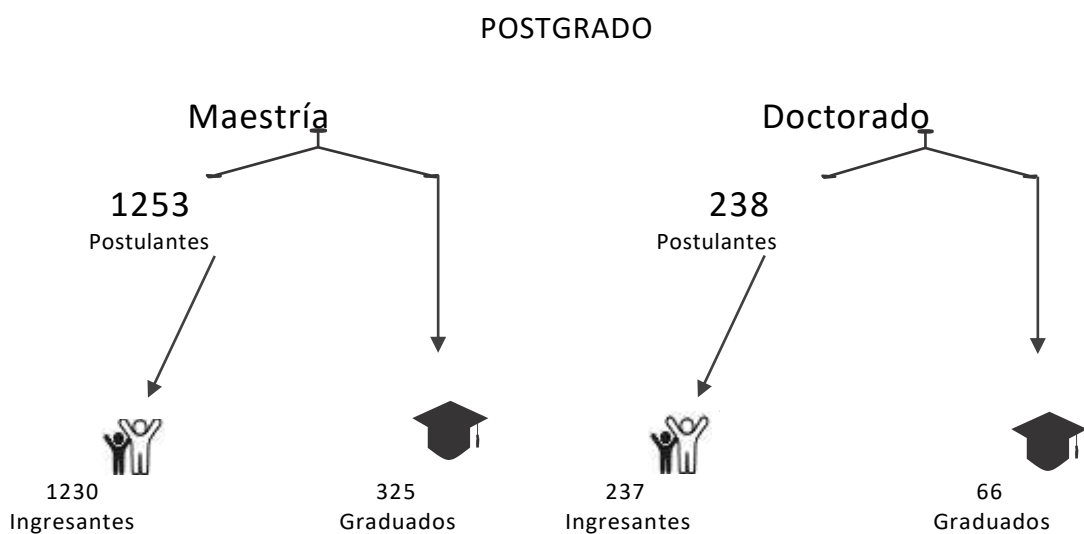 POSTGRADO
Maestría
Doctorado
1253
Postulantes
238
Postulantes
1230
Ingresantes
325
Graduados
237
Ingresantes
66
Graduados